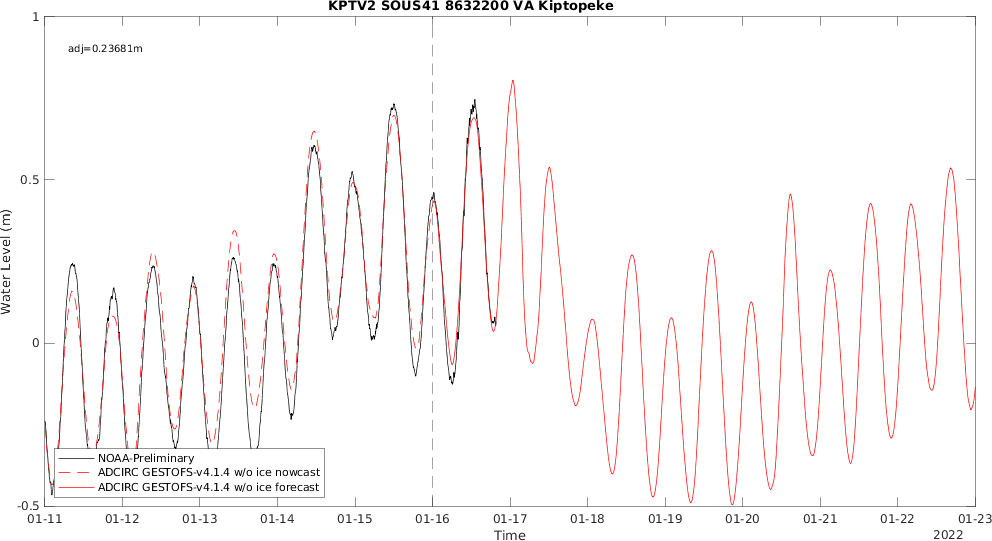 KPTV2 SOUS41 8632200 VA Kiptopeke
1
adj=0.23681m
0.5
Water Level (m)
0
NOAA-Preliminary
ADCIRC GESTOFS-v4.1.4 w/o ice nowcast
ADCIRC GESTOFS-v4.1.4 w/o ice forecast
-0.5
01-11 01-12 01-13 01-14 01-15 01-16 01-17 01-18 01-19 01-20 01-21 01-22 01-23
Time
2022